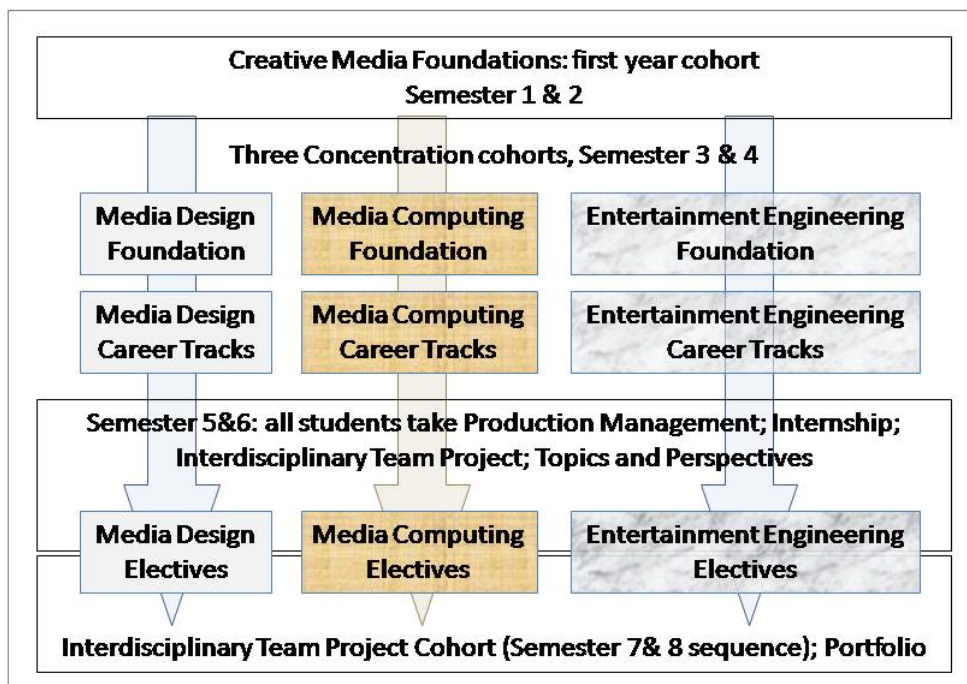 Creative Media Foundations: first year cohort
Semester 1 & 2
Three Concentration cohorts, Semester 3 & 4
Media Design
Foundation
Media Computing
Foundation
Entertainment Engineering
Foundation
Media Design
Career Tracks
Media Computing
Career Tracks
Entertainment Engineering
Career Tracks
Semester 5&6: all students take Production Management; Internship;
Interdisciplinary Team Project; Topics and Perspectives
Media Design
Electives
Media Computing
Electives
Entertainment Engineering
Electives
Interdisciplinary Team Project Cohort (Semester 7& 8 sequence); Portfolio